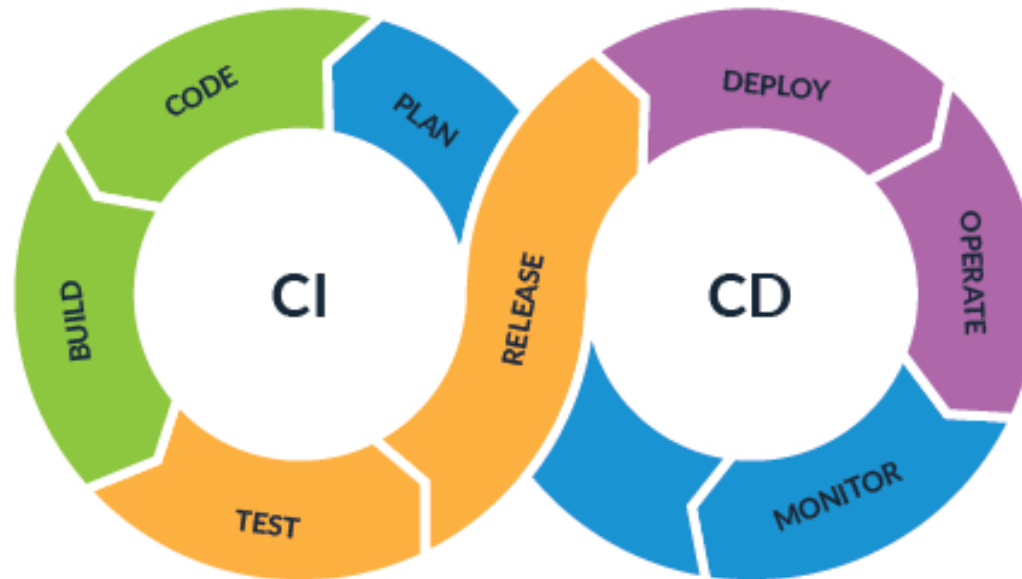 CODE
PLAN
BUILD
CI
TEST
RELEASE
DEPLOY
CD
OPERATE
MONITOR